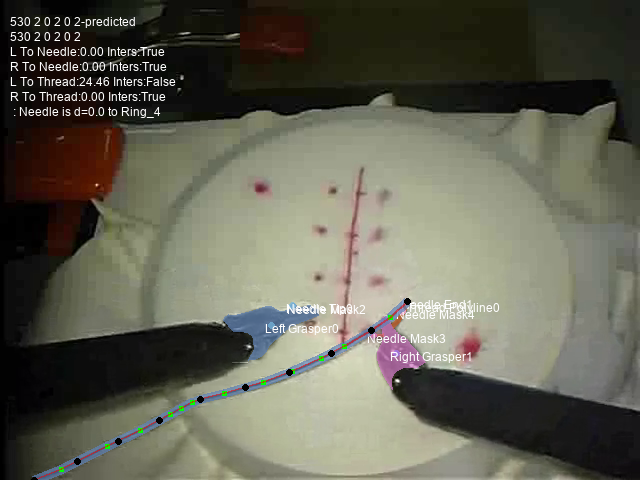 530 2 0 2 0 2-predicted
530 2 0 2 0 2
L To Needle:0.00 Inters:True
R To Needle:0.00 Inters:True
L To Thread:24.46 Inters:False
R To Thread:0.00 Inters:True
: Needle is d=0.0 to Ring_4
Needle End1
Needle Mask2
Needle Mask4
Left Grasper0
Needle Mask3
Right Grasper1